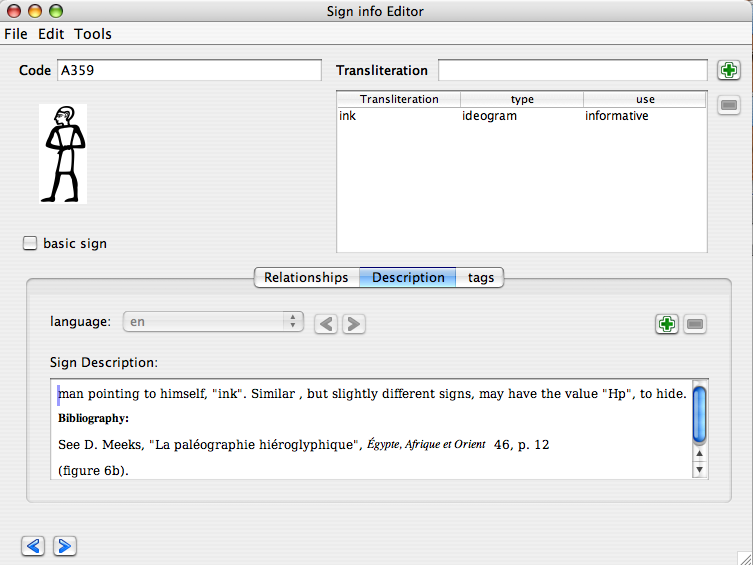 Sign info Editor
File Edit Tools
Code A359
Transliteration
Transliteration type use
ink ideogram informative
basic sign
Relationships Description tags
language: en
Sign Description:
man pointing to himself, "ink". Similar , but slightly different signs, may have the value "Hp", to hide.
Bibliography:
See D. Meeks, "La paléographie hiéroglyphique", Égypte, Afrique et Orient 46, p. 12
(figure 6b).